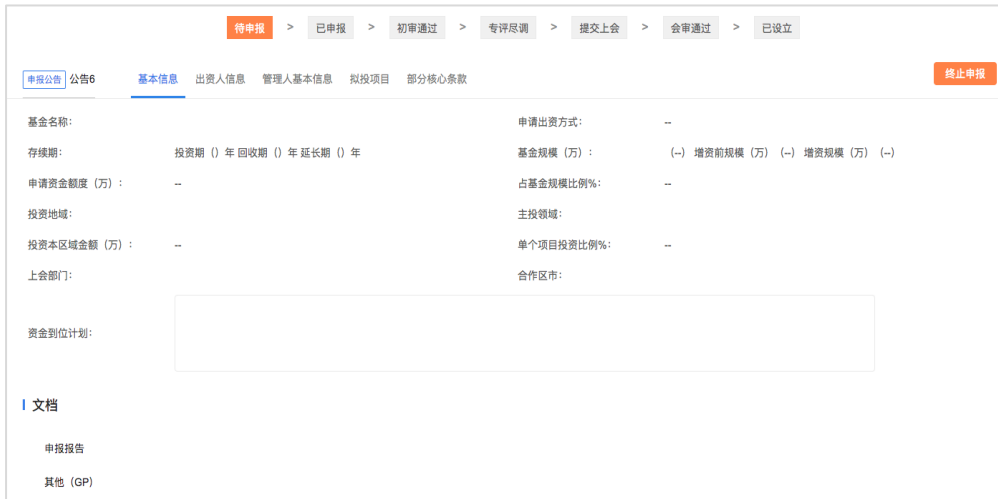 待申报 > 已申报 > 初审通过 > 专评尽调 > 提交上会 > 会审通过 > 已设立
申报公告 公告6 基本信息 出资人信息 管理人基本信息 拟投项目 部分核心条款 终止申报
基金名称: 申请出资方式: --
存续期: 投资期（）年 回收期（）年 延长期（）年 基金规模（万）: （--） 增资前规模（万）（--） 增资规模（万）（--）
申请资金额度（万）: -- 占基金规模比例%: --
投资地域: 主投领域:
投资本区域金额（万）: -- 单个项目投资比例%: --
上会部门: 合作区市:
资金到位计划:
文档
申报报告
其他（GP）